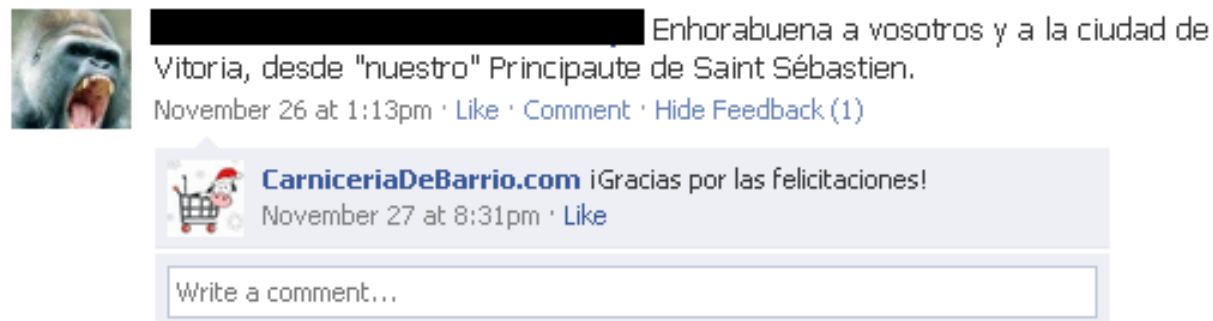 Enhorabuena a vosotros y a la ciudad de
Vitoria, desde "nuestro" Principaute de Saint Sébastien.
November 26 at 1:13pm · Like · Comment · Hide Feedback (1)
CarniceriaDeBarrio.com ¡Gracias por las felicitaciones!
November 27 at 8:31pm · Like
Write a comment...